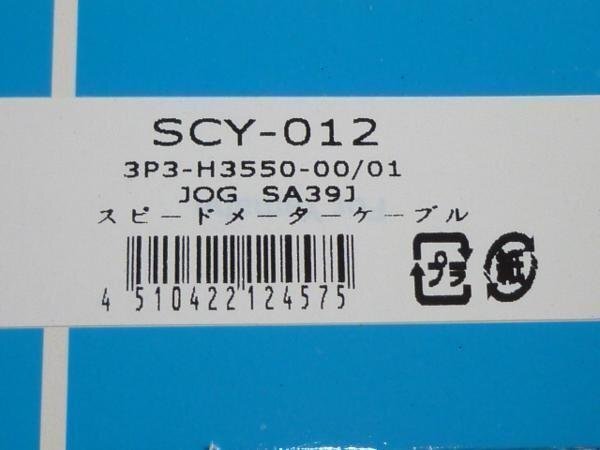 SCY-012
3P3-H3550-00/01
JOG SA39J
スピードメーターケーブル
4 510422 124575
プラ
紙